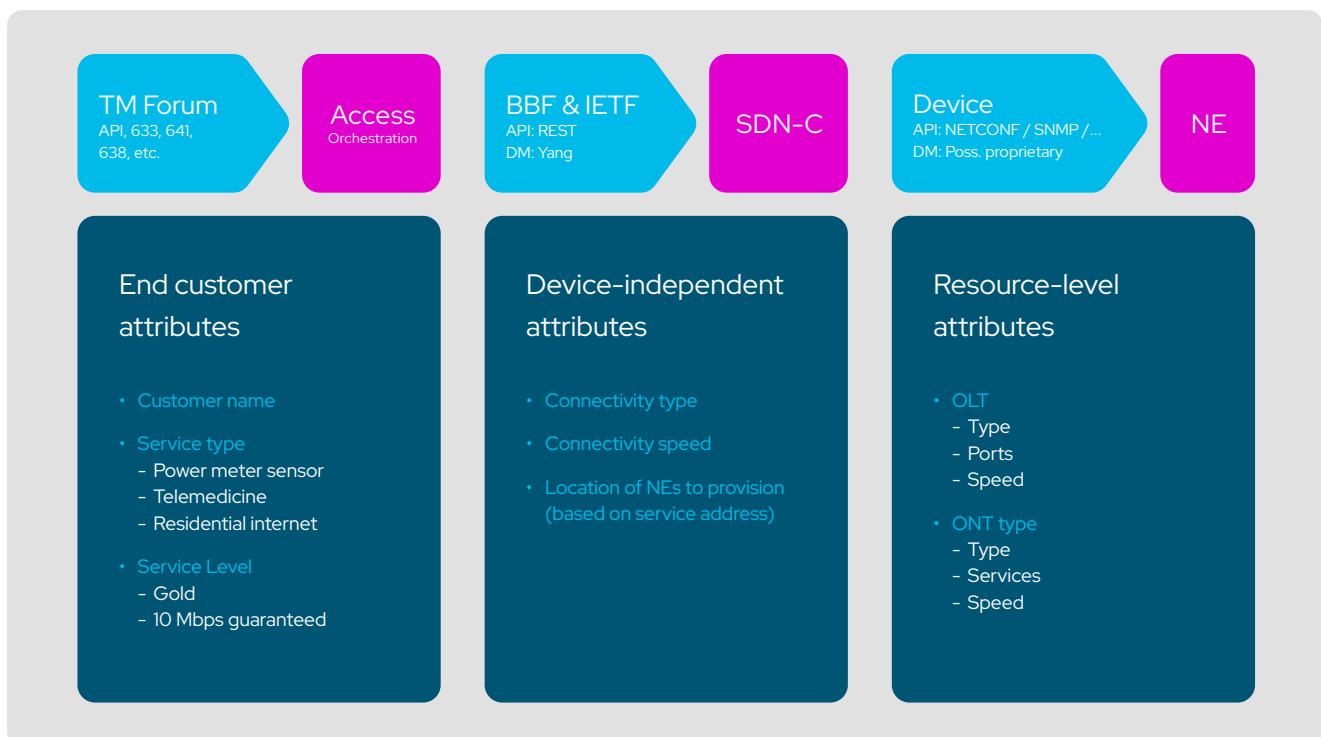 TM Forum
API, 633, 641,
638, etc.
Access
Orchestration
BBF & IETF
API: REST
DM: Yang
SDN-C
Device
API: NETCONF / SNMP /...
DM: Poss. proprietary
NE
End customer
attributes
• Customer name
• Service type
- Power meter sensor
- Telemedicine
- Residential internet
• Service Level
- Gold
- 10 Mbps guaranteed
Device-independent
attributes
• Connectivity type
• Connectivity speed
• Location of NEs to provision
(based on service address)
Resource-level
attributes
• OLT
- Type
- Ports
- Speed
• ONT type
- Type
- Services
- Speed